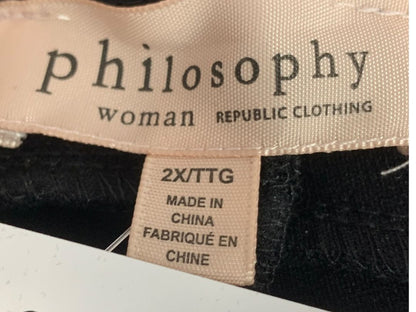 philosophy
woman REPUBLIC CLOTHING
2X/TTG
MADE IN
CHINA
FABRIQUÉ EN
CHINE